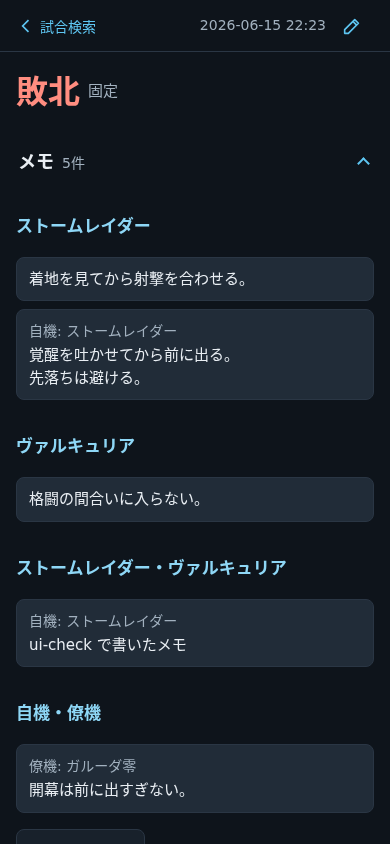 試合検索
2026-06-15 22:23
敗北 固定
メモ 5件
ストームレイダー
着地を見てから射撃を合わせる。
自機: ストームレイダー
覚醒を吐かせてから前に出る。
先落ちは避ける。
ヴァルキュリア
格闘の間合いに入らない。
ストームレイダー・ヴァルキュリア
自機: ストームレイダー
ui-check で書いたメモ
自機・僚機
僚機: ガルーダ零
開幕は前に出すぎない。